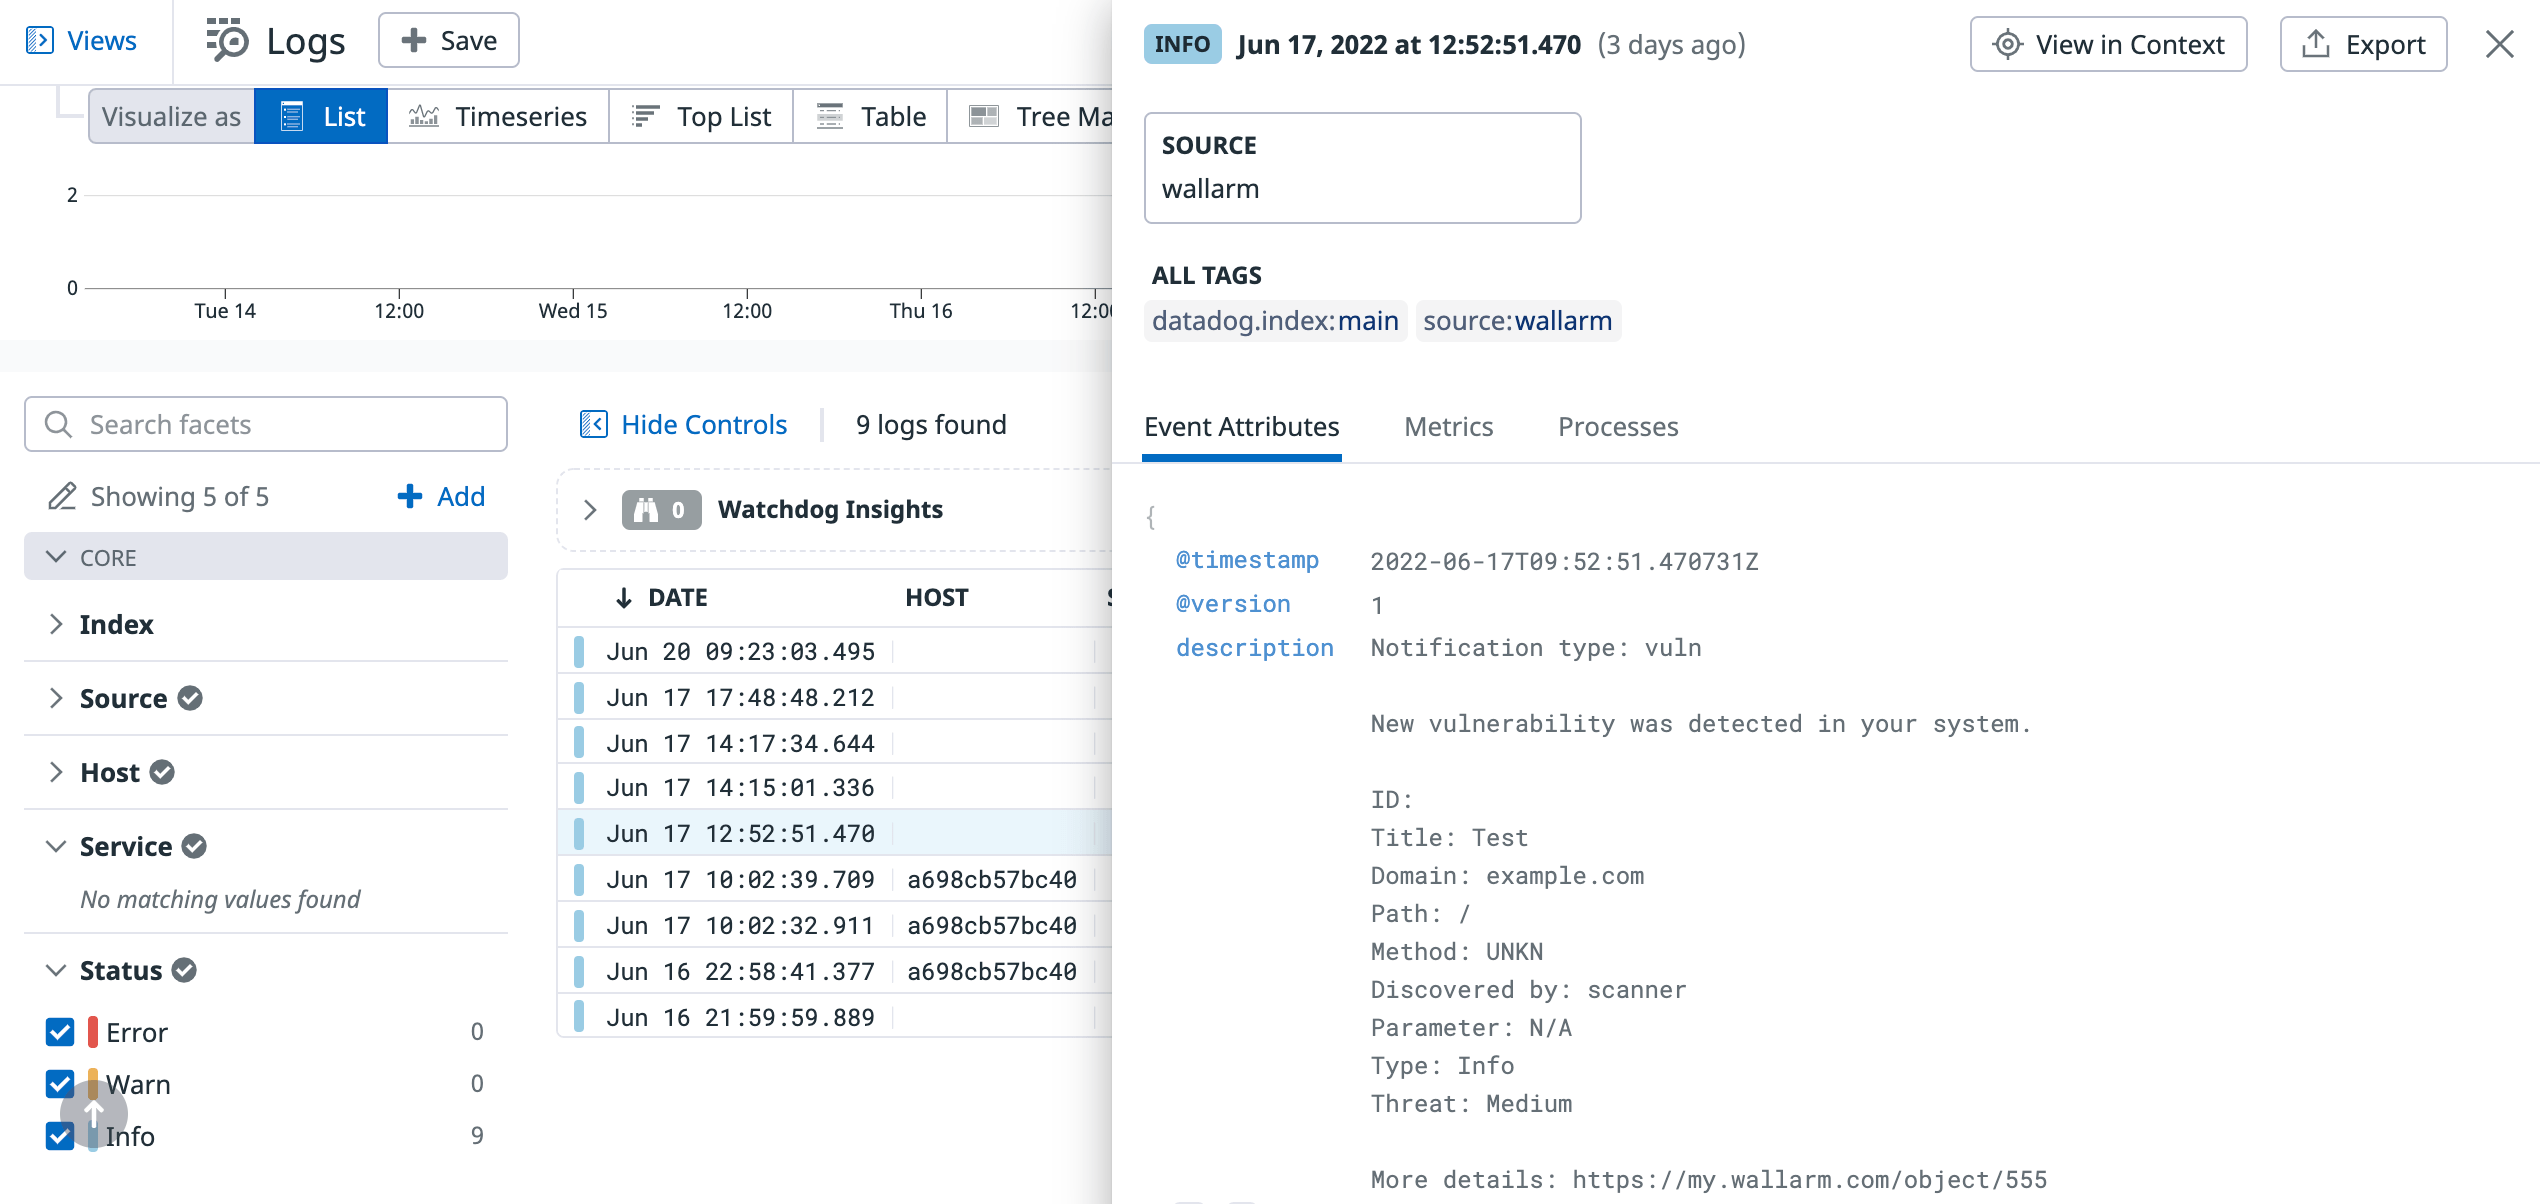 Views
Logs
Save
Visualize as
List
Timeseries
Top List
Table
Tree Ma
2
0
Tue 14
12:00
Wed 15
12:00
Thu 16
12:00
Search facets
Showing 5 of 5
Add
CORE
Index
Source
Host
Service
No matching values found
Status
Error 0
Warn 0
Info 9
Hide Controls
9 logs found
0 Watchdog Insights
DATE HOST S
Jun 20 09:23:03.495
Jun 17 17:48:48.212
Jun 17 14:17:34.644
Jun 17 14:15:01.336
Jun 17 12:52:51.470
Jun 17 10:02:39.709 a698cb57bc40
Jun 17 10:02:32.911 a698cb57bc40
Jun 16 22:58:41.377 a698cb57bc40
Jun 16 21:59:59.889
INFO Jun 17, 2022 at 12:52:51.470 (3 days ago)
View in Context
Export
SOURCE
wallarm
ALL TAGS
datadog.index:main source:wallarm
Event Attributes
Metrics
Processes
{
@timestamp 2022-06-17T09:52:51.470731Z
@version 1
description Notification type: vuln
New vulnerability was detected in your system.
ID:
Title: Test
Domain: example.com
Path: /
Method: UNKN
Discovered by: scanner
Parameter: N/A
Type: Info
Threat: Medium
More details: https://my.wallarm.com/object/555